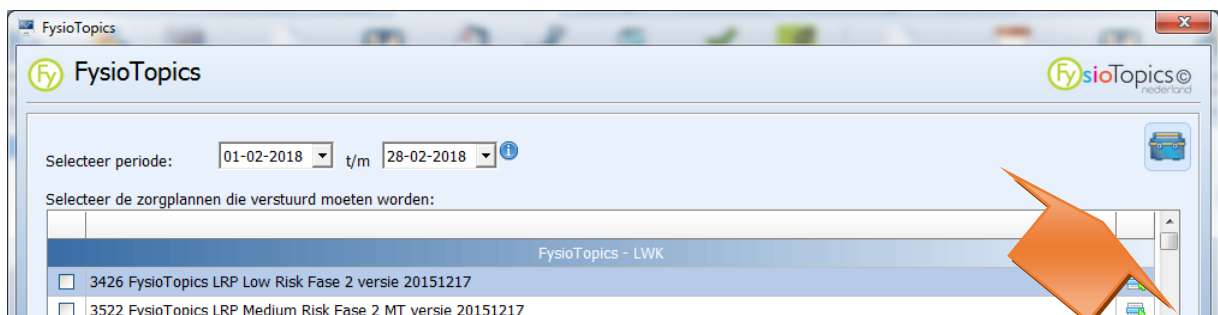 FysioTopics
Fy FysioTopics
FysioTopics©
nederland
Selecteer periode: 01-02-2018 t/m 28-02-2018
Selecteer de zorgplannen die verstuurd moeten worden:
FysioTopics - LWK
3426 FysioTopics LRP Low Risk Fase 2 versie 20151217
3522 FysioTopics LRP Medium Risk Fase 2 MT versie 20151217